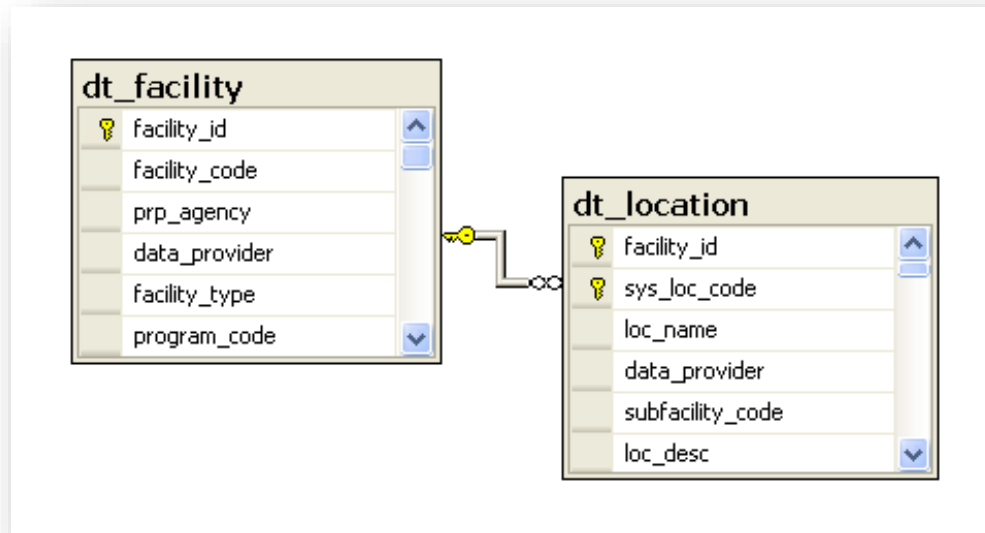 dt_facility
facility_id
facility_code
prp_agency
data_provider
facility_type
program_code
dt_location
facility_id
sys_loc_code
loc_name
data_provider
subfacility_code
loc_desc